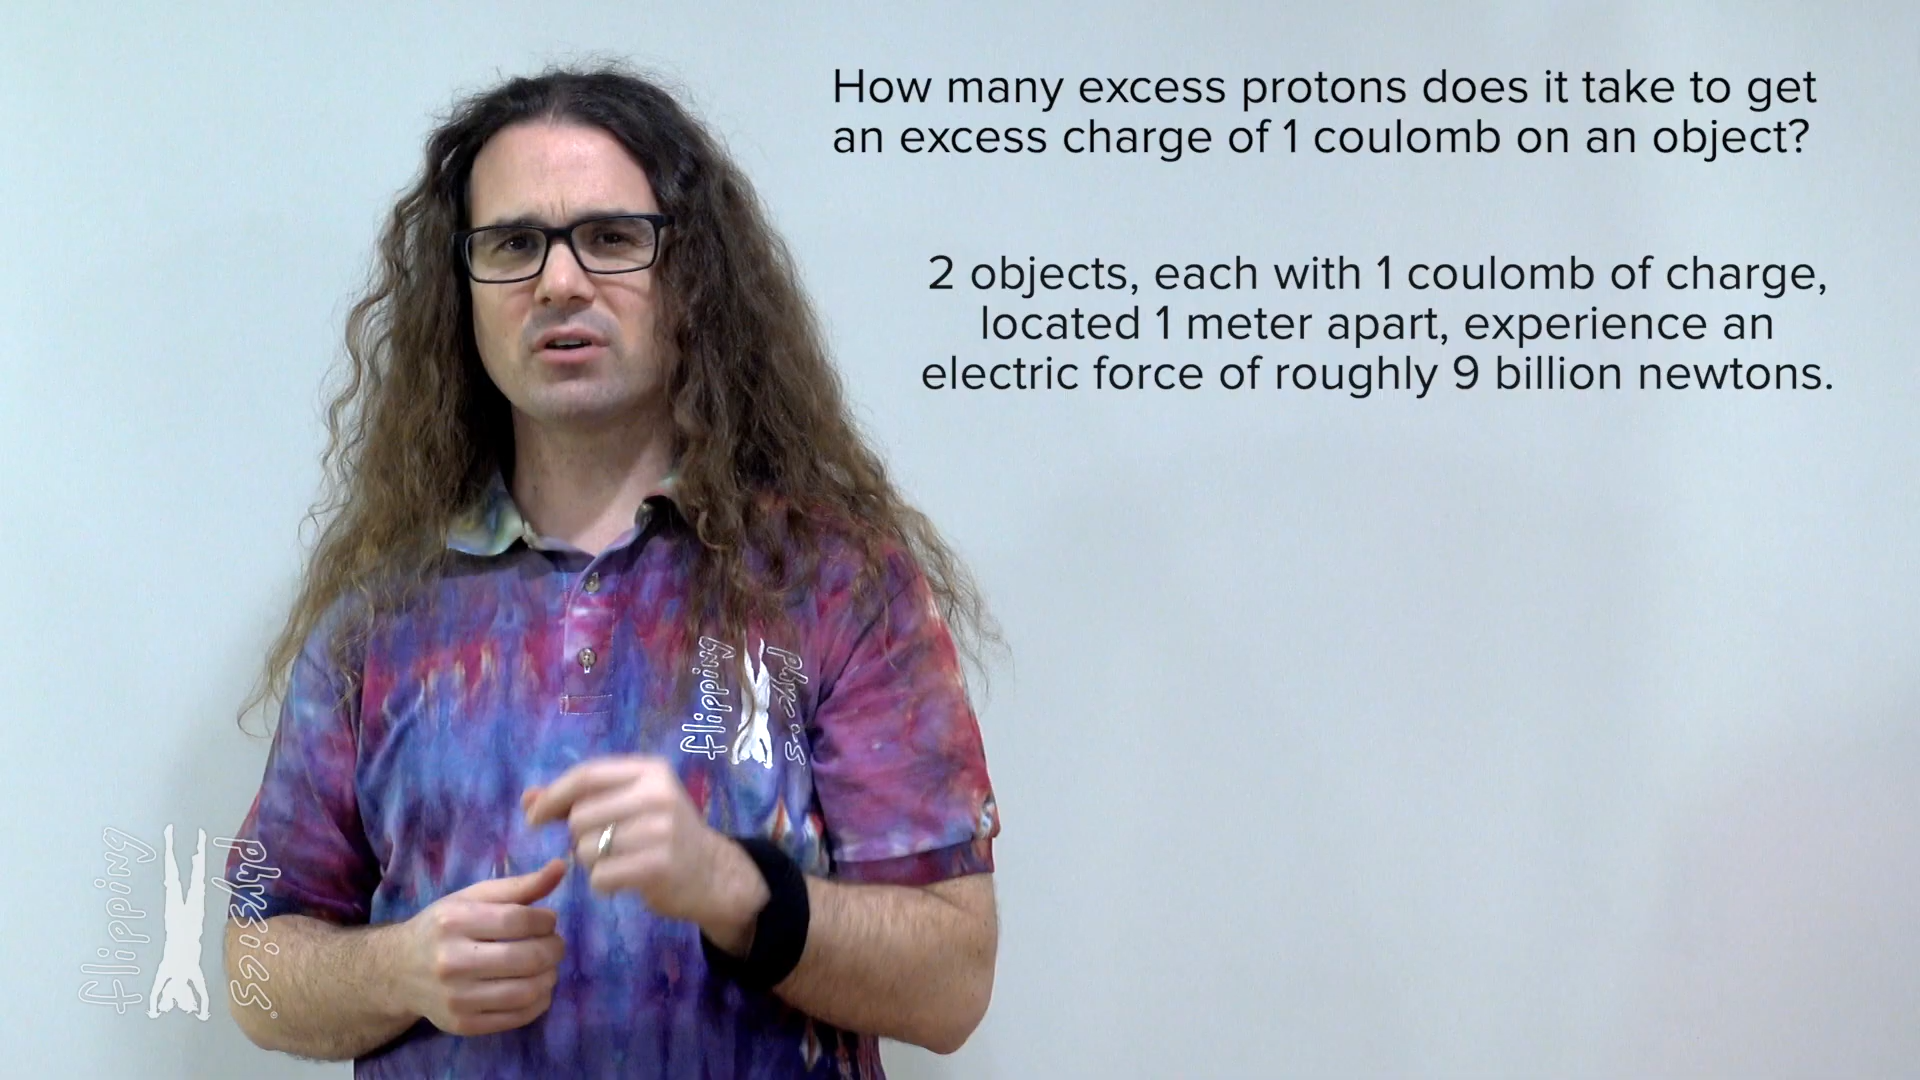 How many excess protons does it take to get
an excess charge of 1 coulomb on an object?
2 objects, each with 1 coulomb of charge,
located 1 meter apart, experience an
electric force of roughly 9 billion newtons.
flipping
physics
flipping
physics®